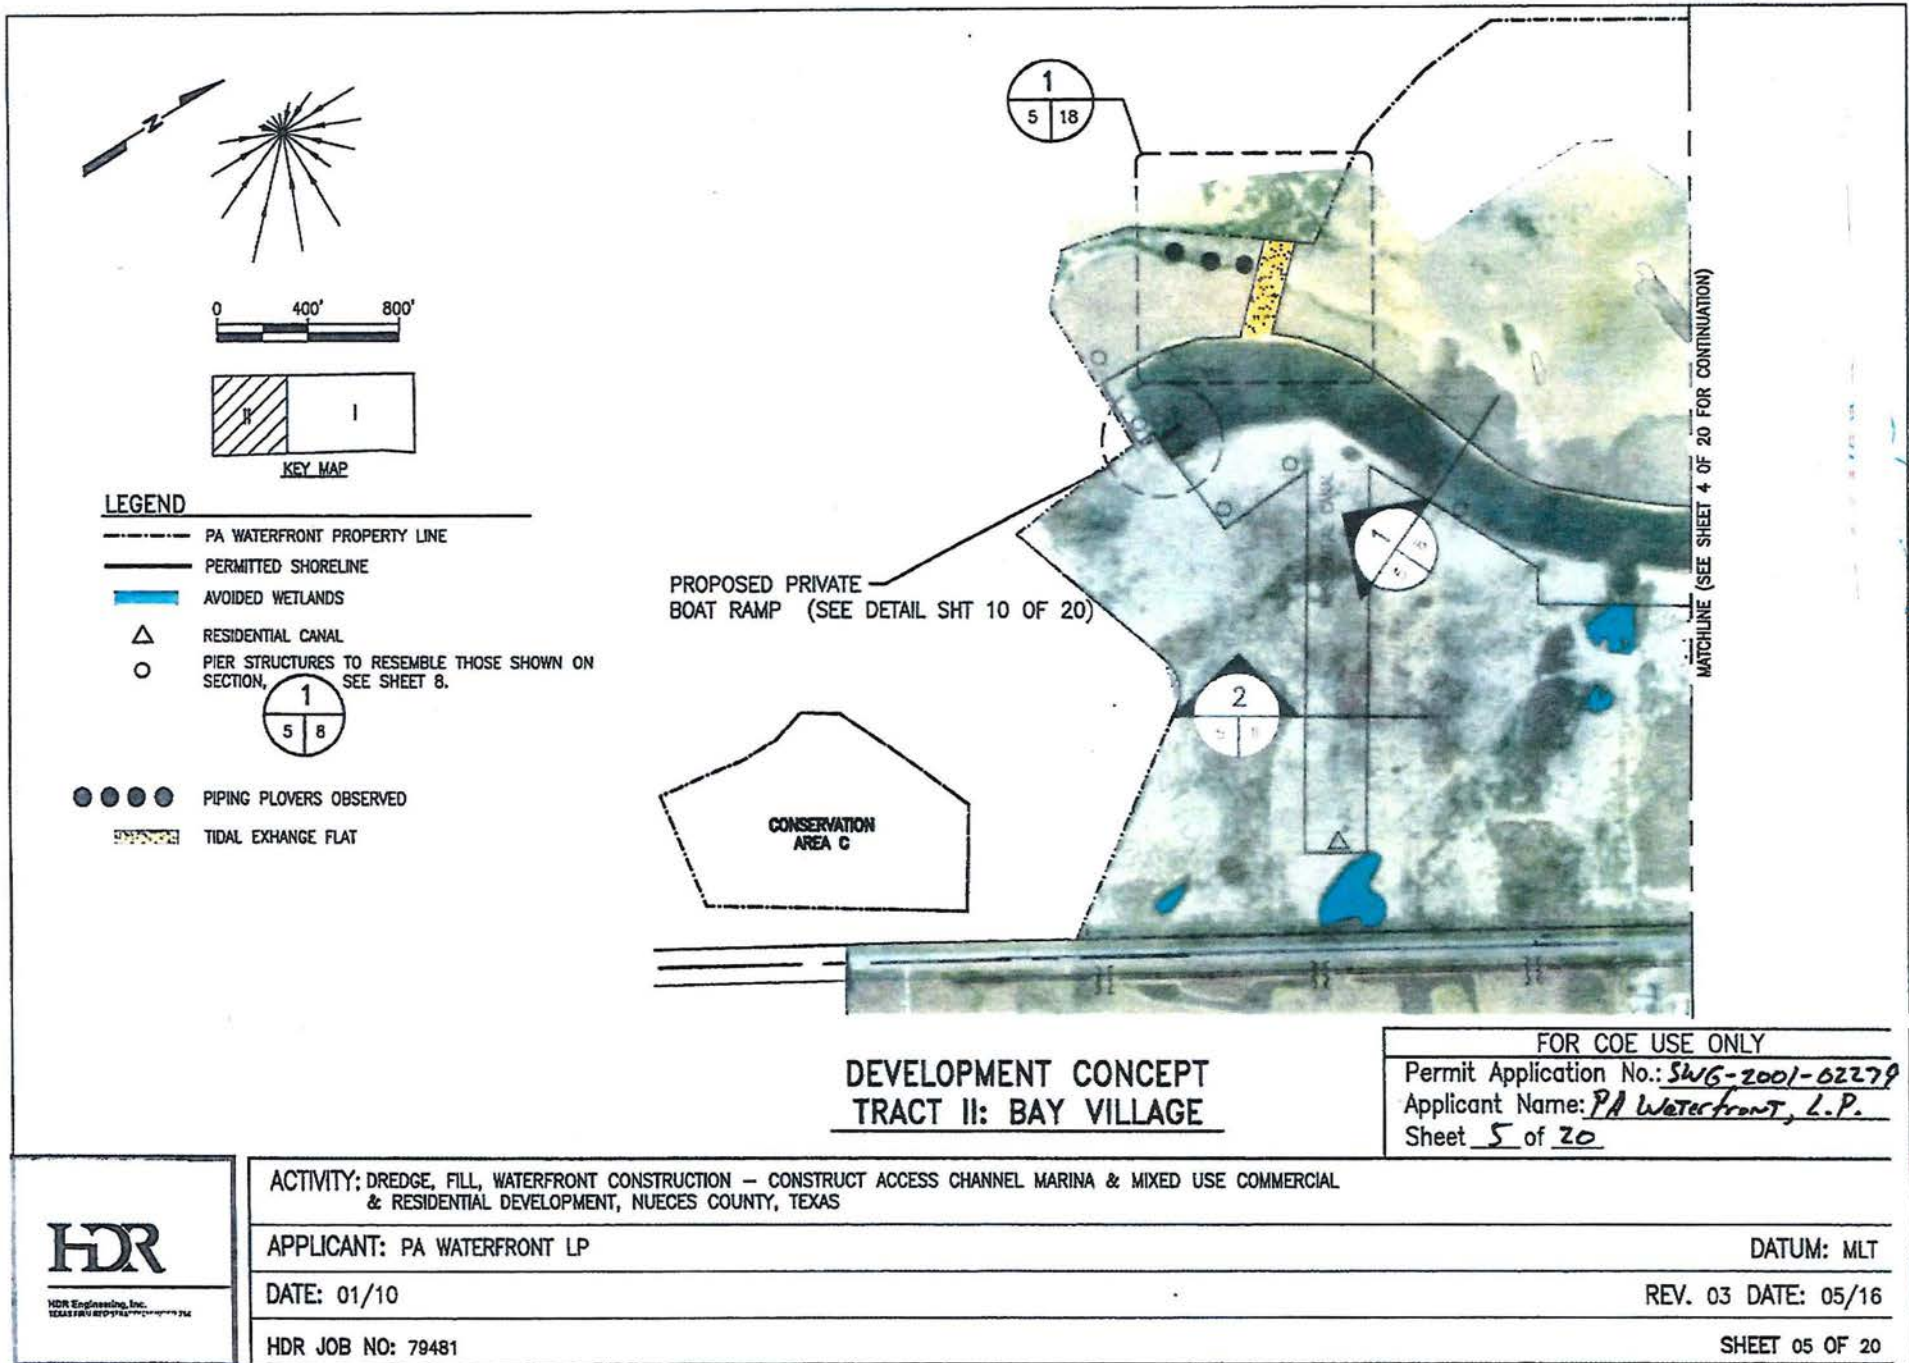 N
0 400' 800'
II I
KEY MAP
LEGEND
PA WATERFRONT PROPERTY LINE
PERMITTED SHORELINE
AVOIDED WETLANDS
RESIDENTIAL CANAL
PIER STRUCTURES TO RESEMBLE THOSE SHOWN ON
SECTION, SEE SHEET 8.
1
5 8
PIPING PLOVERS OBSERVED
TIDAL EXHANGE FLAT
1
5 18
PROPOSED PRIVATE
BOAT RAMP (SEE DETAIL SHT 10 OF 20)
1
5
2
5
CONSERVATION
AREA C
MATCHLINE (SEE SHEET 4 OF 20 FOR CONTINUATION)
DEVELOPMENT CONCEPT
TRACT II: BAY VILLAGE
FOR COE USE ONLY
Permit Application No.: SWG-2001-02279
Applicant Name: PA Waterfront, L.P.
Sheet 5 of 20
HDR
HDR Engineering, Inc.
ACTIVITY: DREDGE, FILL, WATERFRONT CONSTRUCTION – CONSTRUCT ACCESS CHANNEL MARINA & MIXED USE COMMERCIAL
& RESIDENTIAL DEVELOPMENT, NUECES COUNTY, TEXAS
APPLICANT: PA WATERFRONT LP
DATUM: MLT
DATE: 01/10
REV. 03 DATE: 05/16
HDR JOB NO: 79481
SHEET 05 OF 20